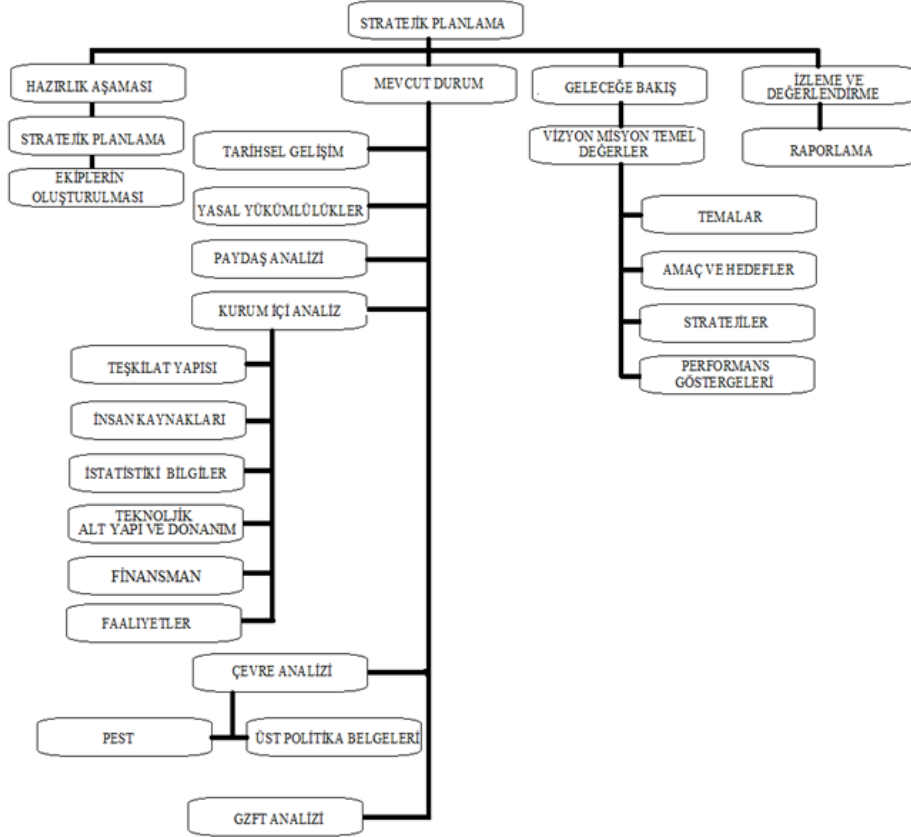 STRATEJİK PLANLAMA
HAZIRLIK AŞAMASI
STRATEJİK PLANLAMA
EKİPLERİN
OLUŞTURULMASI
MEVCUT DURUM
TARİHSEL GELİŞİM
YASAL YÜKÜMLÜLÜKLER
PAYDAŞ ANALİZİ
KURUM İÇİ ANALİZ
TEŞKİLAT YAPISI
İNSAN KAYNAKLARI
İSTATİSTİKİ BİLGİLER
TEKNOLJİK
ALT YAPI VE DONANIM
FİNANSMAN
FAALIYETLER
ÇEVRE ANALİZİ
PEST
ÜST POLİTİKA BELGELERİ
GZFT ANALİZİ
GELECEĞE BAKIŞ
VİZYON MİSYON TEMEL
DEĞERLER
TEMALAR
AMAÇ VE HEDEFLER
STRATEJİLER
PERFORMANS
GÖSTERGELERİ
İZLEME VE
DEĞERLENDİRME
RAPORLAMA